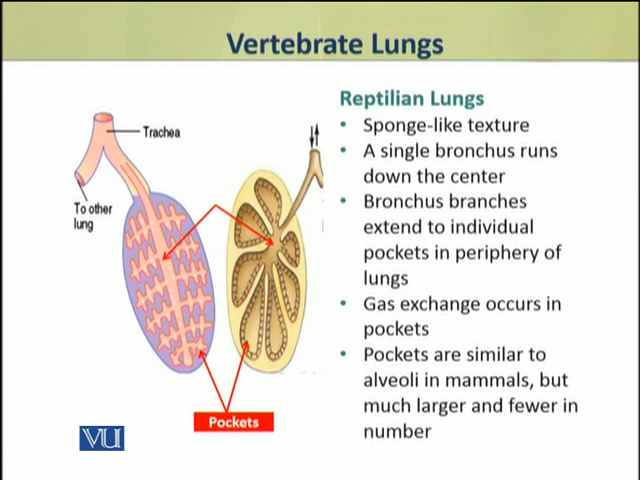 Vertebrate Lungs
Trachea
To other
lung
Pockets
VU
Reptilian Lungs
• Sponge-like texture
• A single bronchus runs
down the center
• Bronchus branches
extend to individual
pockets in periphery of
lungs
• Gas exchange occurs in
pockets
• Pockets are similar to
alveoli in mammals, but
much larger and fewer in
number